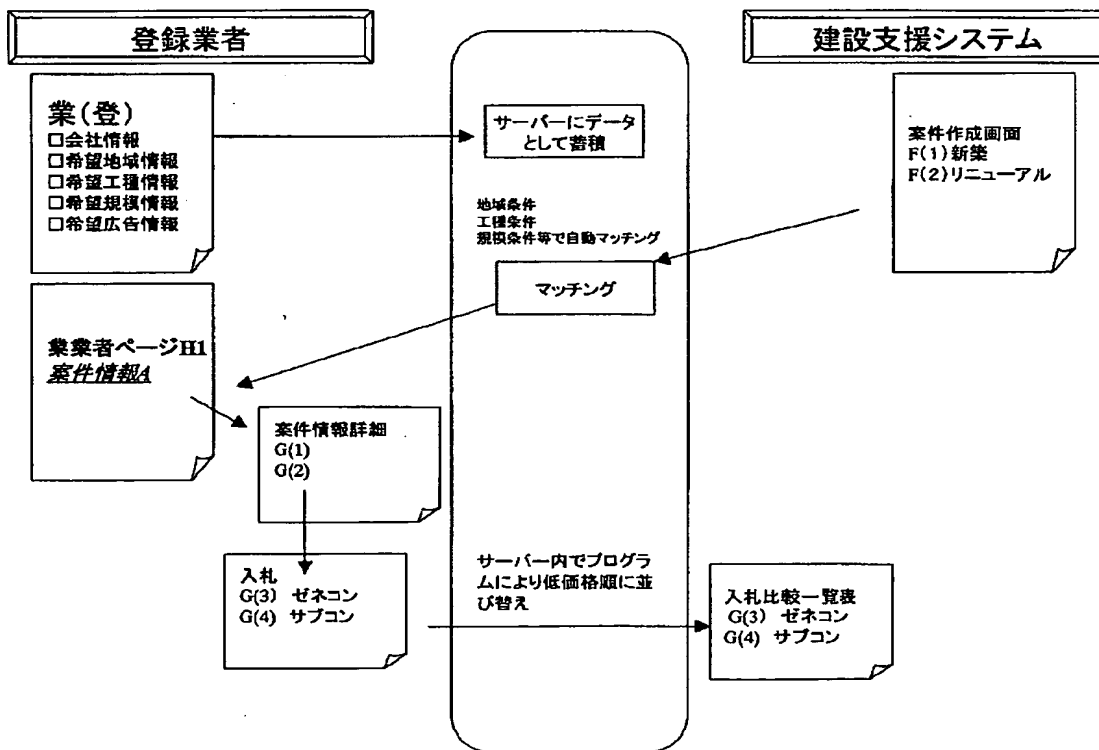 登録業者
建設支援システム
業(登)
□会社情報
□希望地域情報
□希望工種情報
□希望規模情報
□希望広告情報
サーバーにデータ
として蓄積
案件作成画面
F(1)新築
F(2)リニューアル
地域条件
工種条件
規模条件等で自動マッチング
マッチング
業業者ページH1
案件情報A
案件情報詳細
G(1)
G(2)
入札
G(3) ゼネコン
G(4) サブコン
サーバー内でプログラ
ムにより低価格順に並
び替え
入札比較一覧表
G(3) ゼネコン
G(4) サブコン